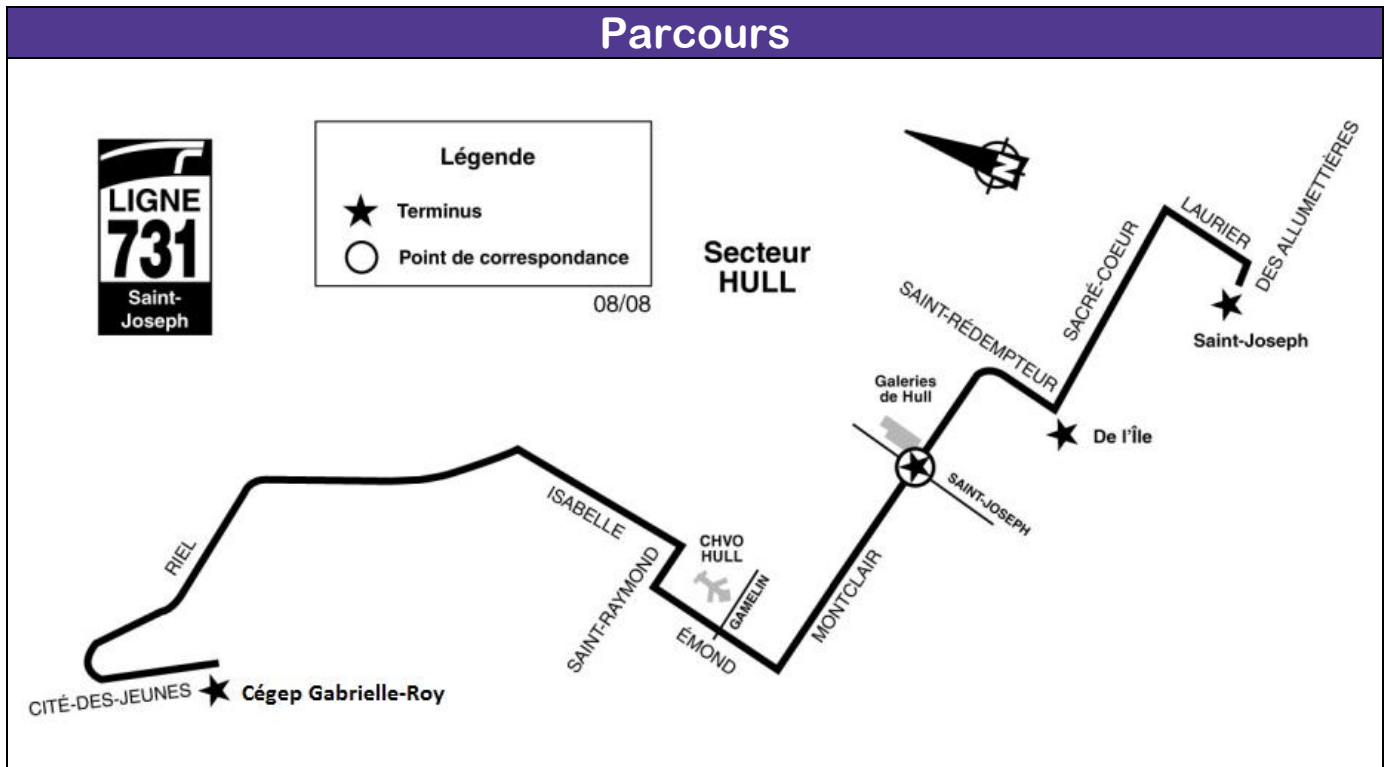 Parcours
LIGNE
731
Saint-
Joseph
Légende
Terminus
Point de correspondance
08/08
Secteur
HULL
N
DES ALLUMETTIÈRES
LAURIER
SACRÉ-COEUR
Saint-Joseph
SAINT-RÉDEMPTEUR
Galeries
de Hull
De l'Île
SAINT-JOSEPH
MONTCLAIR
ISABELLE
CHVO
HULL
SAINT-RAYMOND
GAMELIN
ÉMOND
RIEL
CITÉ-DES-JEUNES
Cégep Gabrielle-Roy